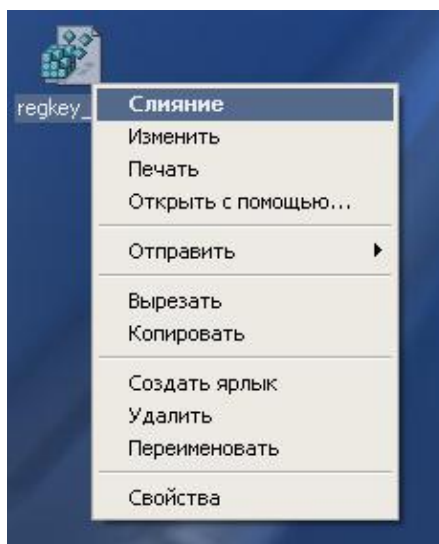 regkey_
Слияние
Изменить
Печать
Открыть с помощью...
Отправить
Вырезать
Копировать
Создать ярлык
Удалить
Переименовать
Свойства